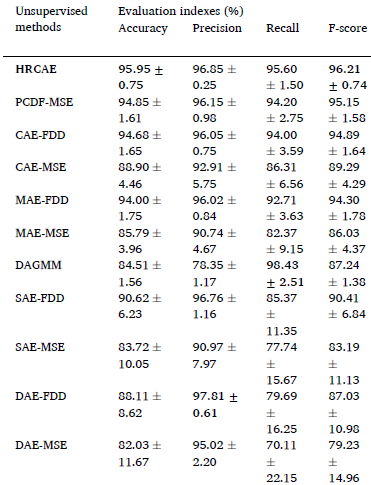 Unsupervised Evaluation indexes (%)
methods Accuracy Precision Recall F-score
HRCAE 95.95 ± 96.85 ± 95.60 96.21
0.75 0.25 ± 1.50 ± 0.74
PCDF-MSE 94.85 ± 96.15 ± 94.20 95.15
1.61 0.98 ± 2.75 ± 1.58
CAE-FDD 94.68 ± 96.05 ± 94.00 94.89
1.65 0.75 ± 3.59 ± 1.64
CAE-MSE 88.90 ± 92.91 ± 86.31 89.29
4.46 5.75 ± 6.56 ± 4.29
MAE-FDD 94.00 ± 96.02 ± 92.71 94.30
1.75 0.84 ± 3.63 ± 1.78
MAE-MSE 85.79 ± 90.74 ± 82.37 86.03
3.96 4.67 ± 9.15 ± 4.37
DAGMM 84.51 ± 78.35 ± 98.43 87.24
1.56 1.17 ± 2.51 ± 1.38
SAE-FDD 90.62 ± 96.76 ± 85.37 90.41
6.23 1.16 ± ± 6.84
11.35
SAE-MSE 83.72 ± 90.97 ± 77.74 83.19
10.05 7.97 ± ±
15.67 11.13
DAE-FDD 88.11 ± 97.81 ± 79.69 87.03
8.62 0.61 ± ±
16.25 10.98
DAE-MSE 82.03 ± 95.02 ± 70.11 79.23
11.67 2.20 ± ±
22.15 14.96